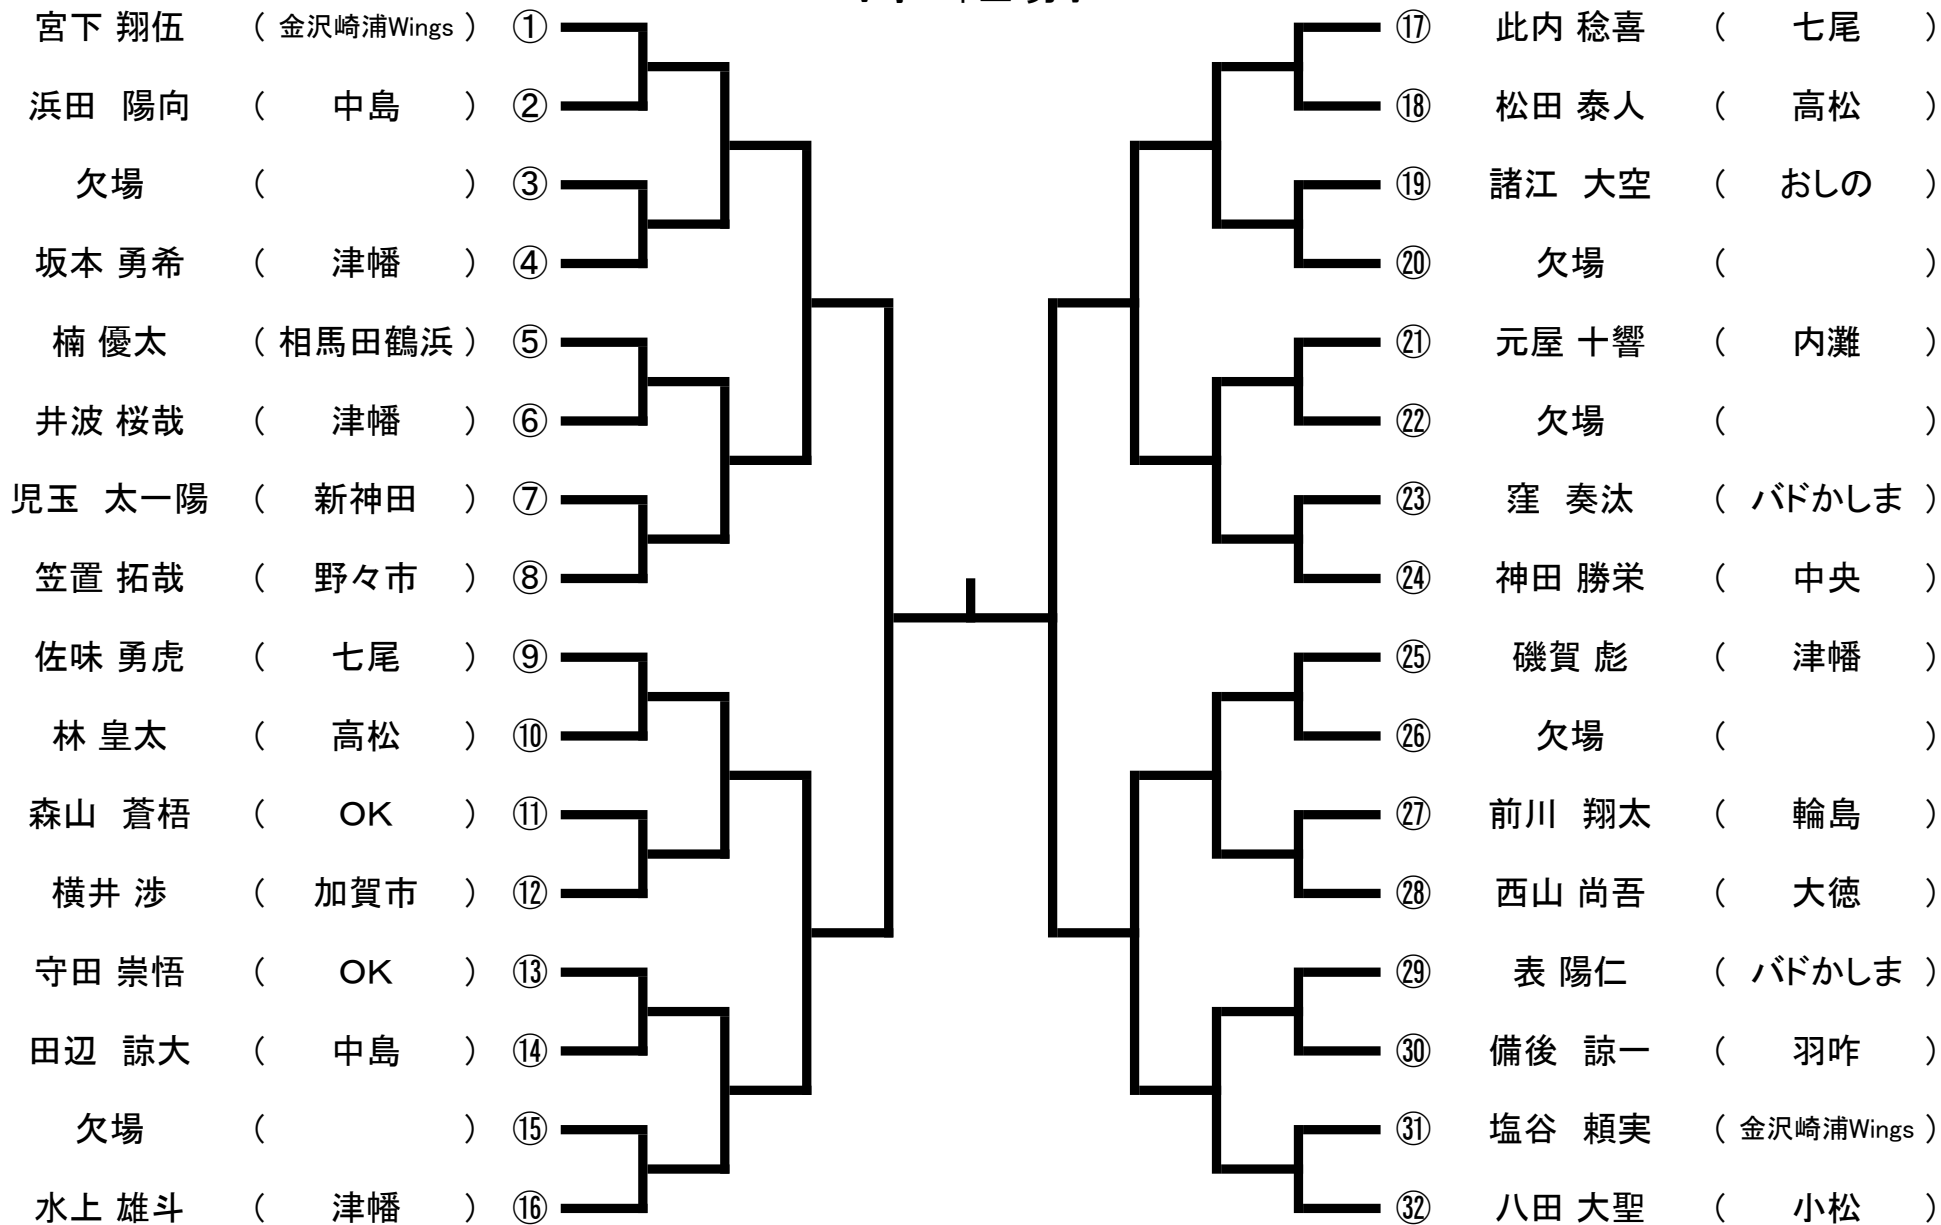 宮下 翔伍 （ 金沢崎浦Wings ） ① ⑰ 此内 稔喜 （ 七尾 ）
浜田　陽向 （ 中島 ） ② ⑱ 松田 泰人 （ 高松 ）
欠場 （ ） ③ ⑲ 諸江　大空 （ おしの ）
坂本 勇希 （ 津幡 ） ④ ⑳ 欠場 （ ）
楠 優太 （ 相馬田鶴浜 ） ⑤ ㉑ 元屋 十響 （ 内灘 ）
井波 桜哉 （ 津幡 ） ⑥ ㉒ 欠場 （ ）
児玉　太一陽 （ 新神田 ） ⑦ ㉓ 窪　奏汰 （ バドかしま ）
笠置 拓哉 （ 野々市 ） ⑧ ㉔ 神田 勝栄 （ 中央 ）
佐味 勇虎 （ 七尾 ） ⑨ ㉕ 磯賀 彪 （ 津幡 ）
林 皇太 （ 高松 ） ⑩ ㉖ 欠場 （ ）
森山　蒼梧 （ OK ） ⑪ ㉗ 前川　翔太 （ 輪島 ）
横井 渉 （ 加賀市 ） ⑫ ㉘ 西山 尚吾 （ 大徳 ）
守田 崇悟 （ OK ） ⑬ ㉙ 表 陽仁 （ バドかしま ）
田辺　諒大 （ 中島 ） ⑭ ㉚ 備後　諒一 （ 羽咋 ）
欠場 （ ） ⑮ ㉛ 塩谷　頼実 （ 金沢崎浦Wings ）
水上 雄斗 （ 津幡 ） ⑯ ㉜ 八田 大聖 （ 小松 ）